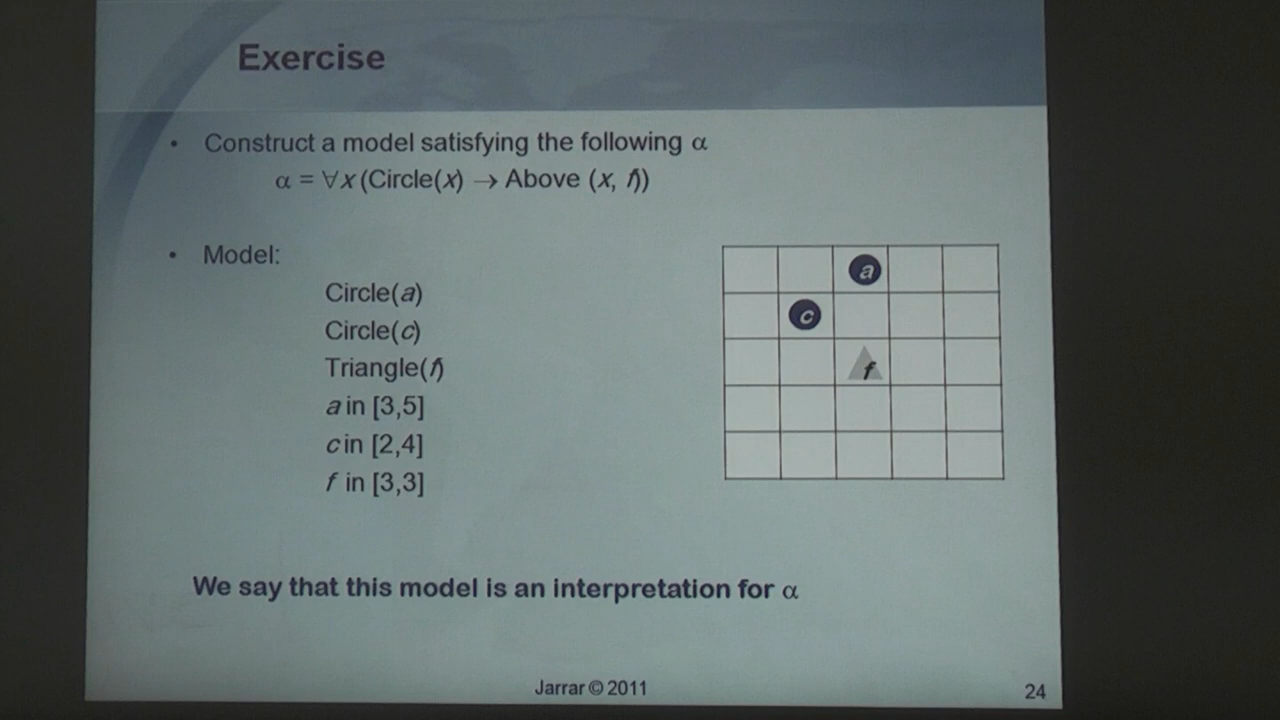 Exercise
• Construct a model satisfying the following α
α = ∀x (Circle(x) → Above (x, f))
• Model:
Circle(a)
Circle(c)
Triangle(f)
a in [3,5]
c in [2,4]
f in [3,3]
a
c
f
We say that this model is an interpretation for α
Jarrar © 2011
24